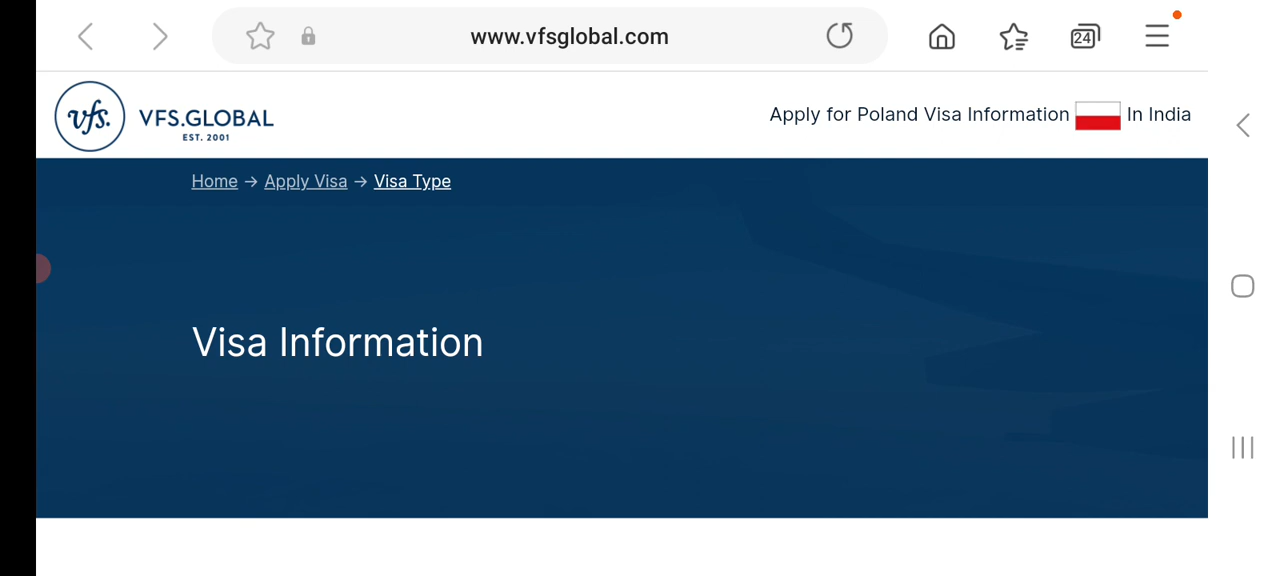 www.vfsglobal.com
24
vfs.
VFS.GLOBAL
EST. 2001
Apply for Poland Visa Information In India
Home → Apply Visa → Visa Type
Visa Information